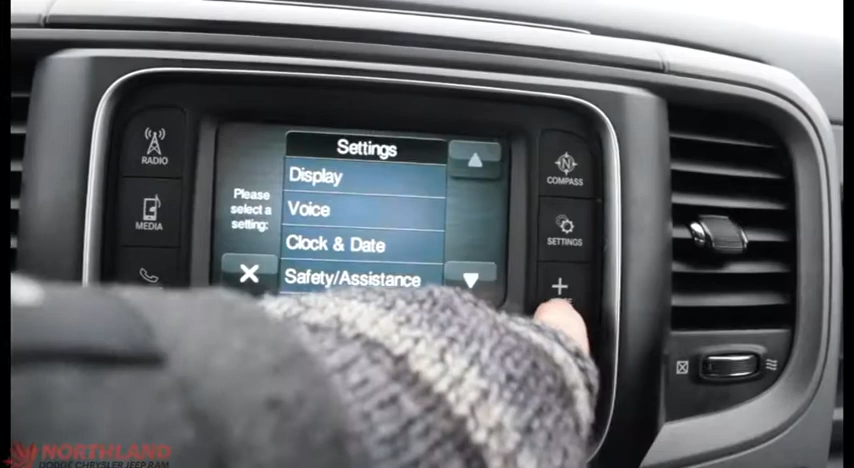 Settings
RADIO
Display
COMPASS
Please
select a
setting:
Voice
MEDIA
Clock & Date
SETTINGS
Safety/Assistance
NORTHLAND
DODGE CHRYSLER JEEP RAM